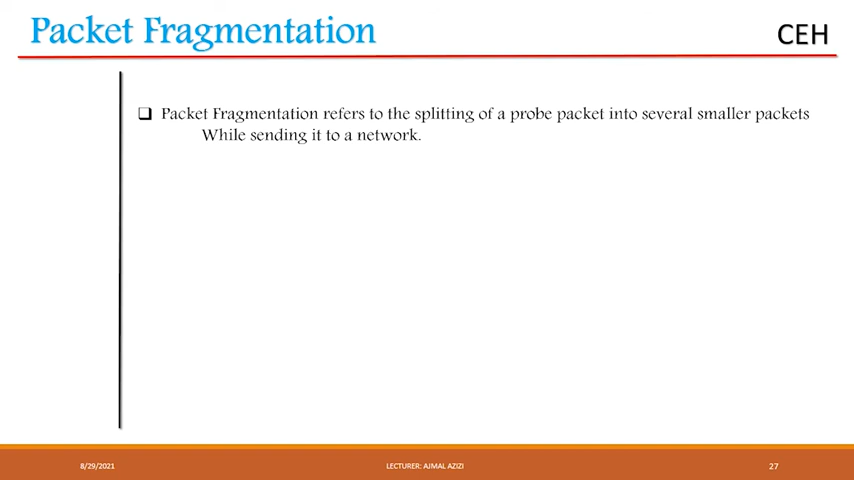 Packet Fragmentation
CEH
Packet Fragmentation refers to the splitting of a probe packet into several smaller packets
While sending it to a network.
8/29/2021
LECTURER: AJMAL AZIZI
27